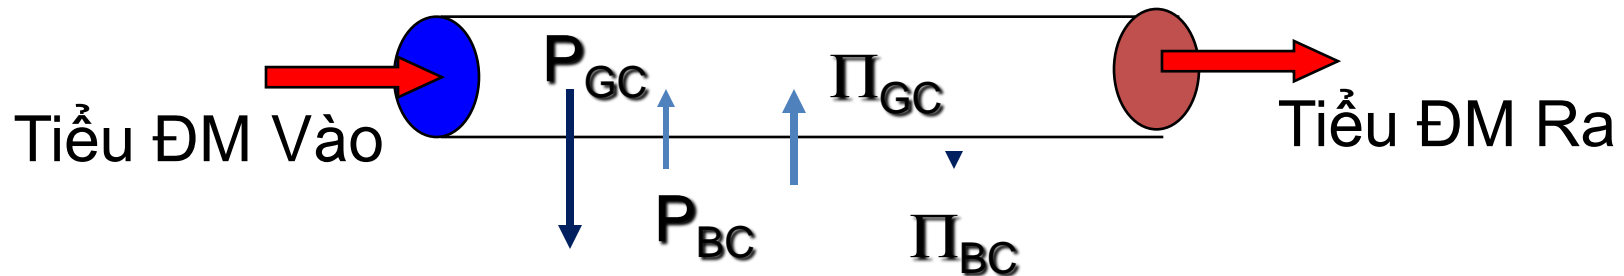 P_GC
Π_GC
Tiểu ĐM Vào
Tiểu ĐM Ra
P_BC
Π_BC